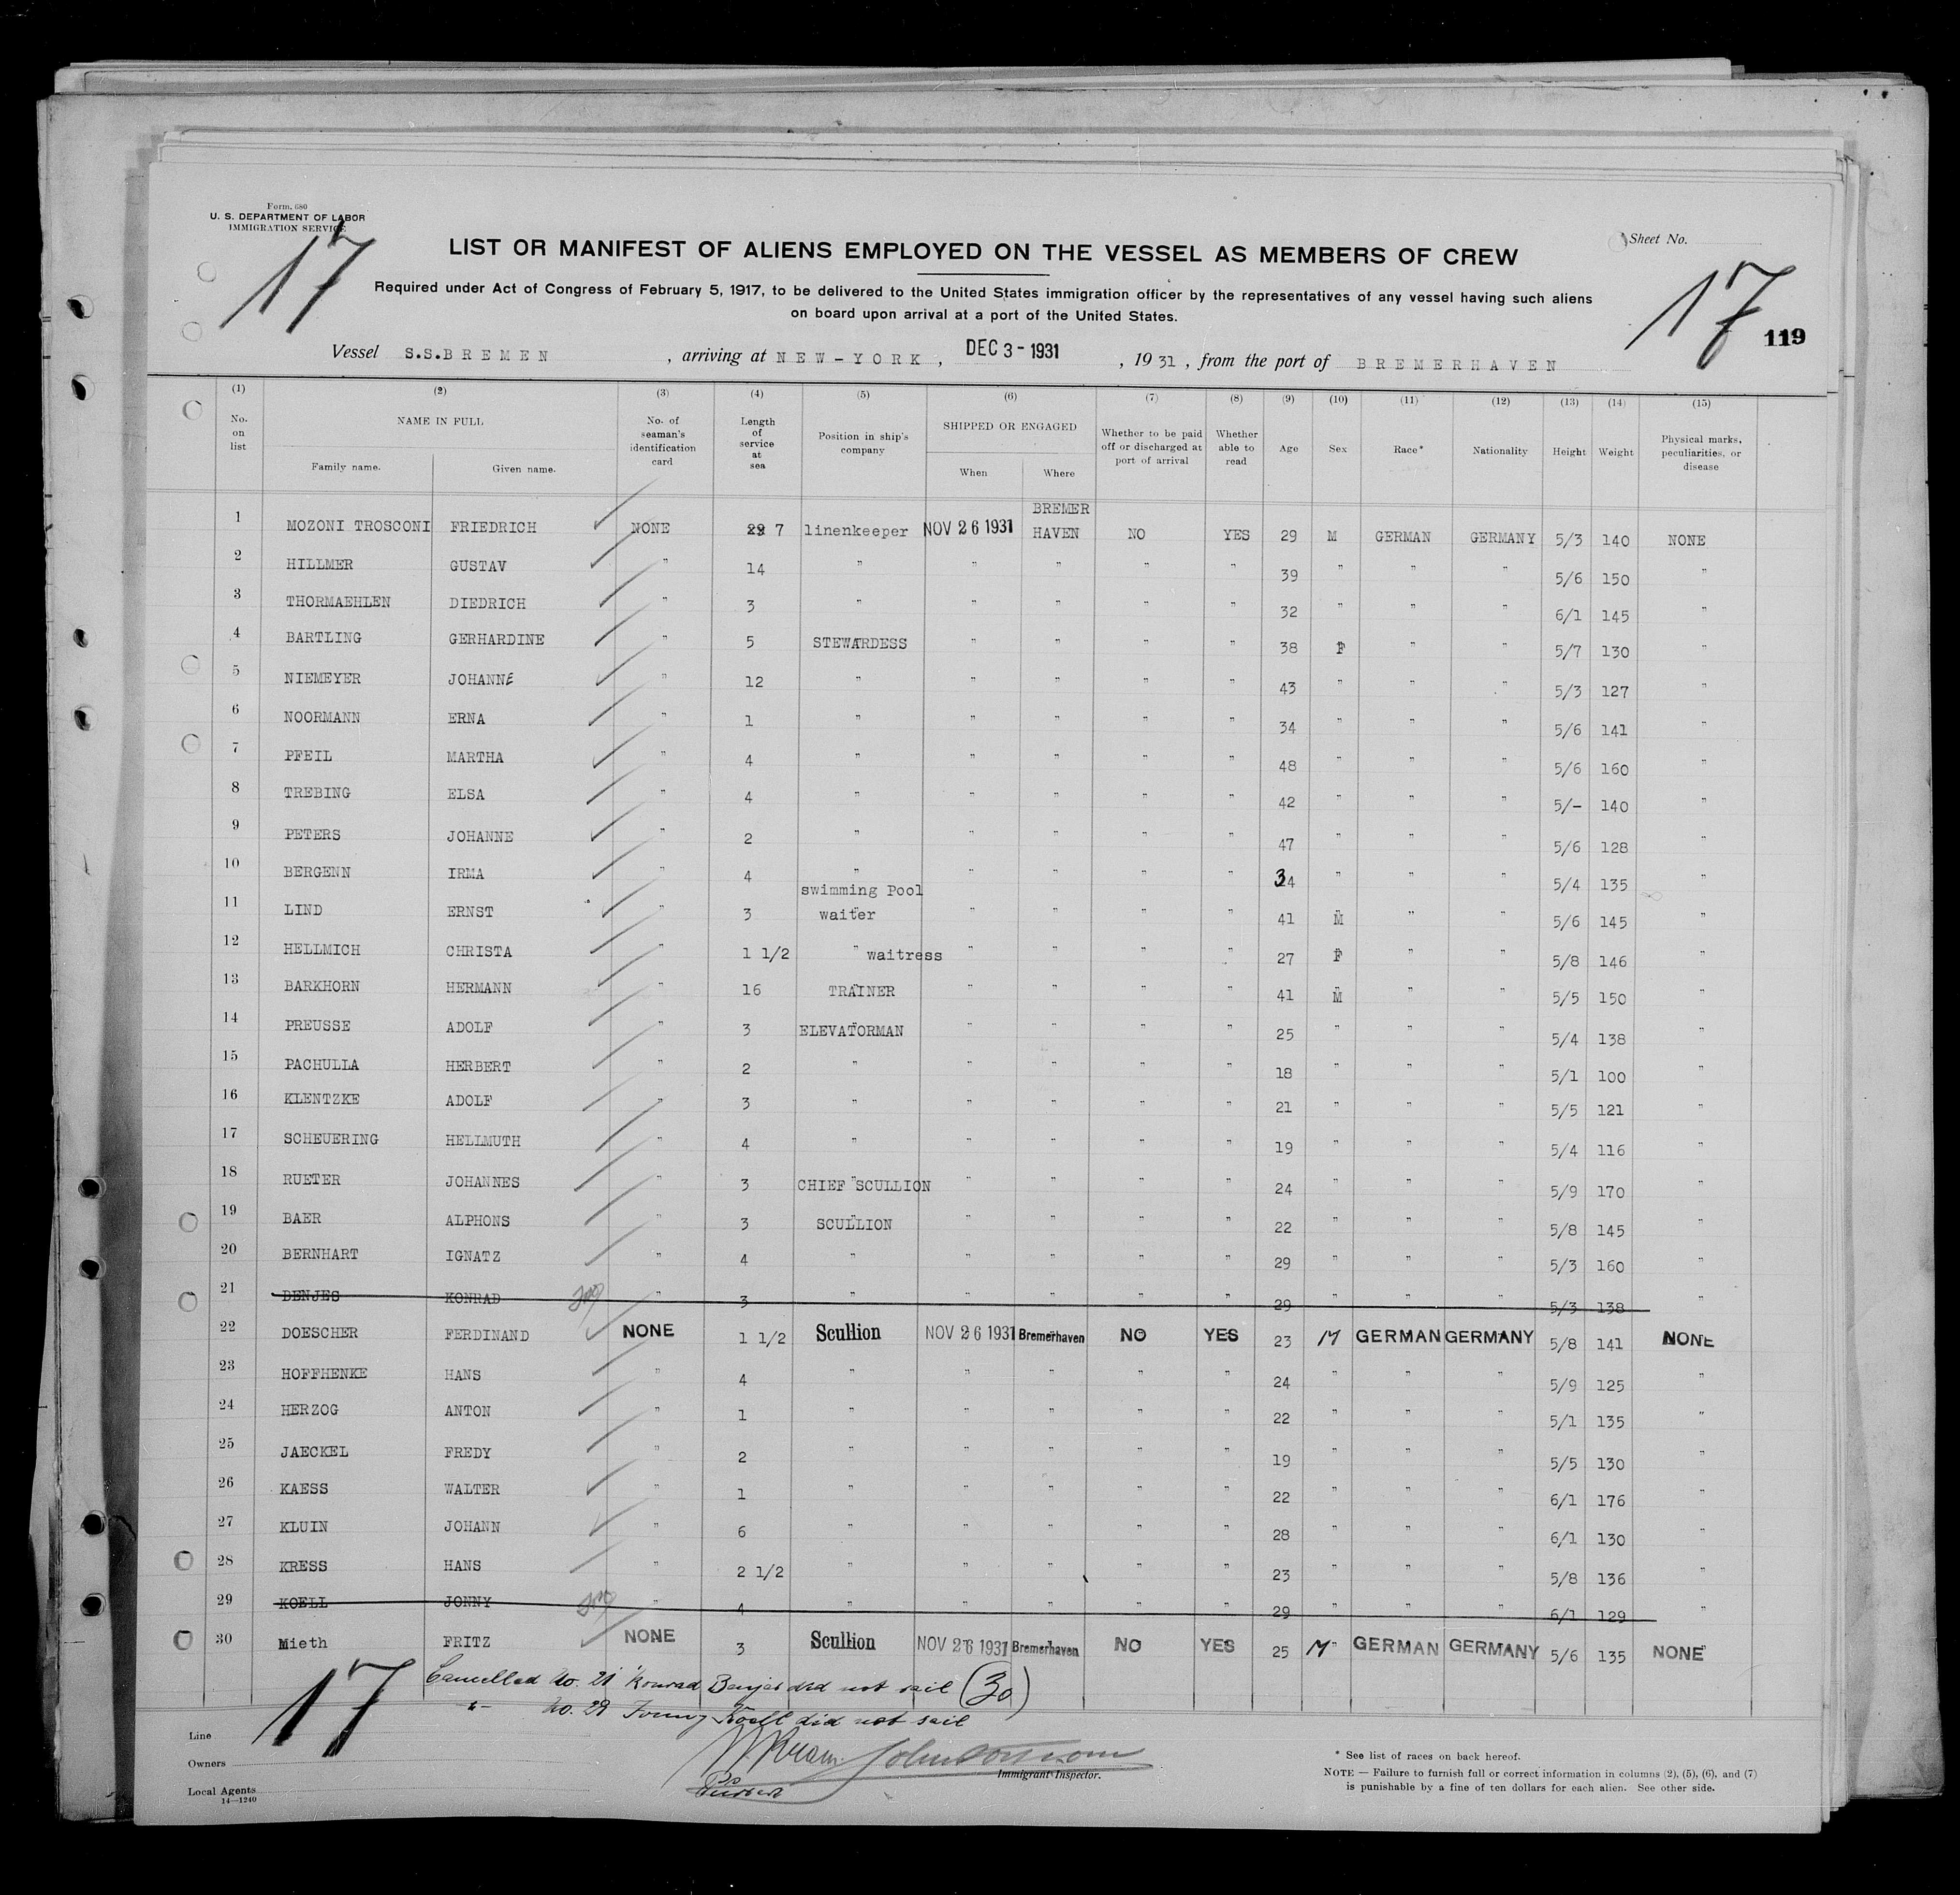 Form. 680
U. S. DEPARTMENT OF LABOR
IMMIGRATION SERVICE
17
LIST OR MANIFEST OF ALIENS EMPLOYED ON THE VESSEL AS MEMBERS OF CREW
Sheet No.
17
Required under Act of Congress of February 5, 1917, to be delivered to the United States immigration officer by the representatives of any vessel having such aliens
on board upon arrival at a port of the United States.
119
Vessel S.S.BREMEN , arriving at NEW-YORK, DEC 3 - 1931 , 1931 , from the port of BREMERHAVEN
(1) (2) (3) (4) (5) (6) (7) (8) (9) (10) (11) (12) (13) (14) (15)
No. on list NAME IN FULL Family name. Given name. No. of seaman's identification card Length of service at sea Position in ship's company SHIPPED OR ENGAGED When Where Whether to be paid off or discharged at port of arrival Whether able to read Age Sex Race* Nationality Height Weight Physical marks, peculiarities, or disease
1 MOZONI TROSCONI FRIEDRICH NONE 29 7 linenkeeper NOV 26 1931 BREMER HAVEN NO YES 29 M GERMAN GERMANY 5/3 140 NONE
2 HILLMER GUSTAV " 14 " " " " " 39 " " " 5/6 150 "
3 THORMAEHLEN DIEDRICH " 3 " " " " " 32 " " " 6/1 145 "
4 BARTLING GERHARDINE " 5 STEWARDESS " " " " 38 F " " 5/7 130 "
5 NIEMEYER JOHANNE " 12 " " " " " 43 " " " 5/3 127 "
6 NOORMANN ERNA " 1 " " " " " 34 " " " 5/6 141 "
7 PFEIL MARTHA " 4 " " " " " 48 " " " 5/6 160 "
8 TREBING ELSA " 4 " " " " " 42 " " " 5/- 140 "
9 PETERS JOHANNE " 2 " " " " " 47 " " " 5/6 128 "
10 BERGENN IRMA " 4 " " " " " 34 " " " 5/4 135 "
11 LIND ERNST " 3 swimming Pool waiter " " " " 41 M " " 5/6 145 "
12 HELLMICH CHRISTA " 1 1/2 " waitress " " " " 27 F " " 5/8 146 "
13 BARKHORN HERMANN " 16 TRAINER " " " " 41 M " " 5/5 150 "
14 PREUSSE ADOLF " 3 ELEVATORMAN " " " " 25 " " " 5/4 138 "
15 PACHULLA HERBERT " 2 " " " " " 18 " " " 5/1 100 "
16 KLENTZKE ADOLF " 3 " " " " " 21 " " " 5/5 121 "
17 SCHEUERING HELLMUTH " 4 " " " " " 19 " " " 5/4 116 "
18 RUETER JOHANNES " 3 CHIEF SCULLION " " " " 24 " " " 5/9 170 "
19 BAER ALPHONS " 3 SCULLION " " " " 22 " " " 5/8 145 "
20 BERNHART IGNATZ " 4 " " " " " 29 " " " 5/3 160 "
21 BENJES KONRAD " 3 " " " " " 29 " " " 5/3 138 "
22 DOESCHER FERDINAND NONE 1 1/2 Scullion NOV 26 1931 Bremerhaven NO YES 23 M GERMAN GERMANY 5/8 141 NONE
23 HOFFHENKE HANS " 4 " " " " " 24 " " " 5/9 125 "
24 HERZOG ANTON " 1 " " " " " 22 " " " 5/1 135 "
25 JAECKEL FREDY " 2 " " " " " 19 " " " 5/5 130 "
26 KAESS WALTER " 1 " " " " " 22 " " " 6/1 176 "
27 KLUIN JOHANN " 6 " " " " " 28 " " " 6/1 130 "
28 KRESS HANS " 2 1/2 " " " " " 23 " " " 5/8 136 "
29 KOELL JONNY " 4 " " " " " 29 " " " 6/1 129 "
30 Mieth FRITZ NONE 3 Scullion NOV 26 1931 Bremerhaven NO YES 25 M GERMAN GERMANY 5/6 135 NONE
Cancelled No. 21 Konrad Benjes did not sail (30)
-"- No. 29 Jonny Köell did not sail
17
Line
Owners
Local Agents
14—1240
Immigrant Inspector.
* See list of races on back hereof.
NOTE — Failure to furnish full or correct information in columns (2), (5), (6), and (7)
is punishable by a fine of ten dollars for each alien. See other side.